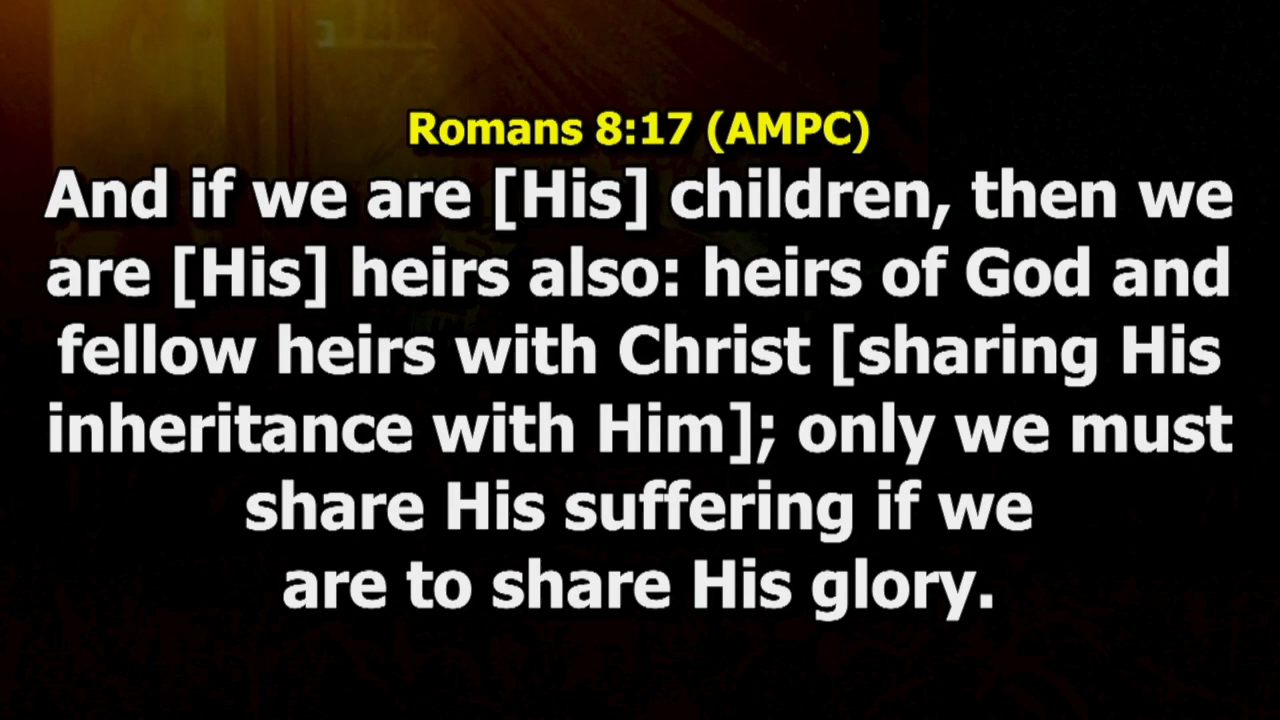 Romans 8:17 (AMPC)
And if we are [His] children, then we
are [His] heirs also: heirs of God and
fellow heirs with Christ [sharing His
inheritance with Him]; only we must
share His suffering if we
are to share His glory.